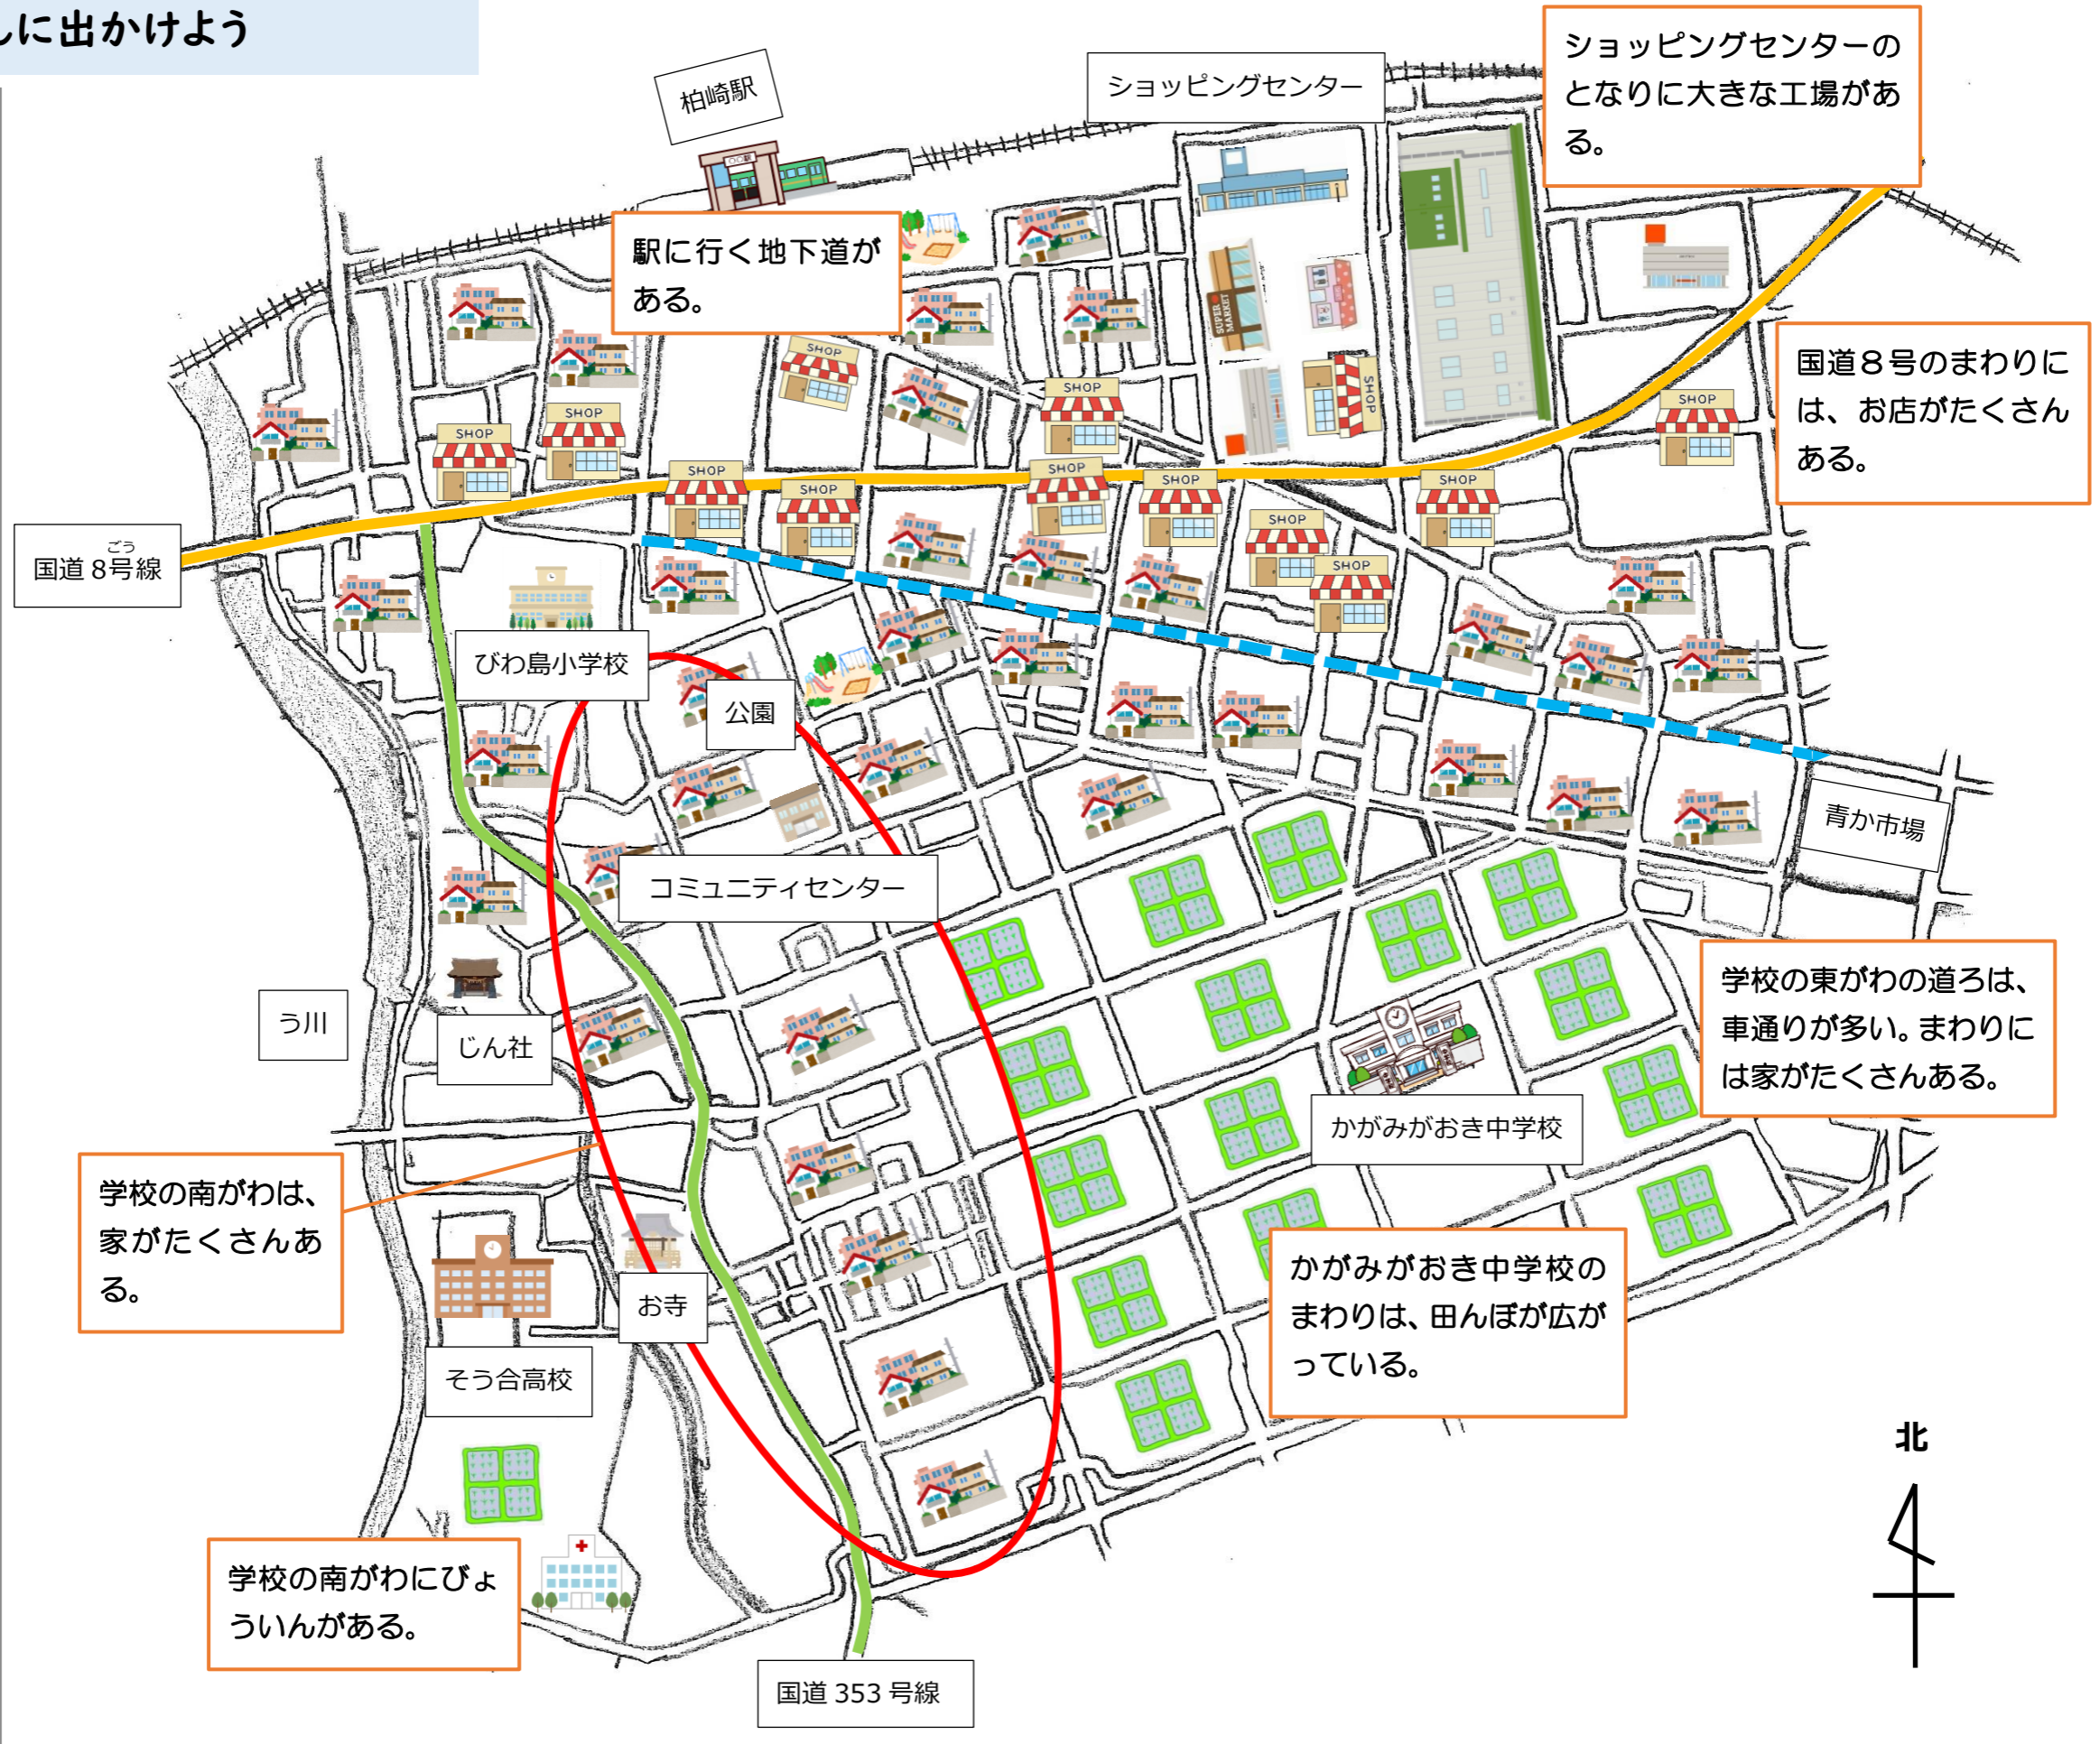 んに出かけよう
柏崎駅
ショッピングセンター
ショッピングセンターの
となりに大きな工場があ
る。
〇〇駅
駅に行く地下道が
ある。
SUPER
MARKET
SHOP
SHOP
SHOP
SHOP
SHOP
SHOP
SHOP
SHOP
SHOP
SHOP
SHOP
SHOP
SHOP
国道８号のまわりに
は、お店がたくさん
ある。
ごう
国道 8号線
びわ島小学校
公園
青か市場
コミュニティセンター
う川
じん社
学校の東がわの道ろは、
車通りが多い。まわりに
は家がたくさんある。
かがみがおき中学校
学校の南がわは、
家がたくさんあ
る。
お寺
かがみがおき中学校の
まわりは、田んぼが広が
っている。
そう合高校
北
学校の南がわにびょ
ういんがある。
国道 353 号線